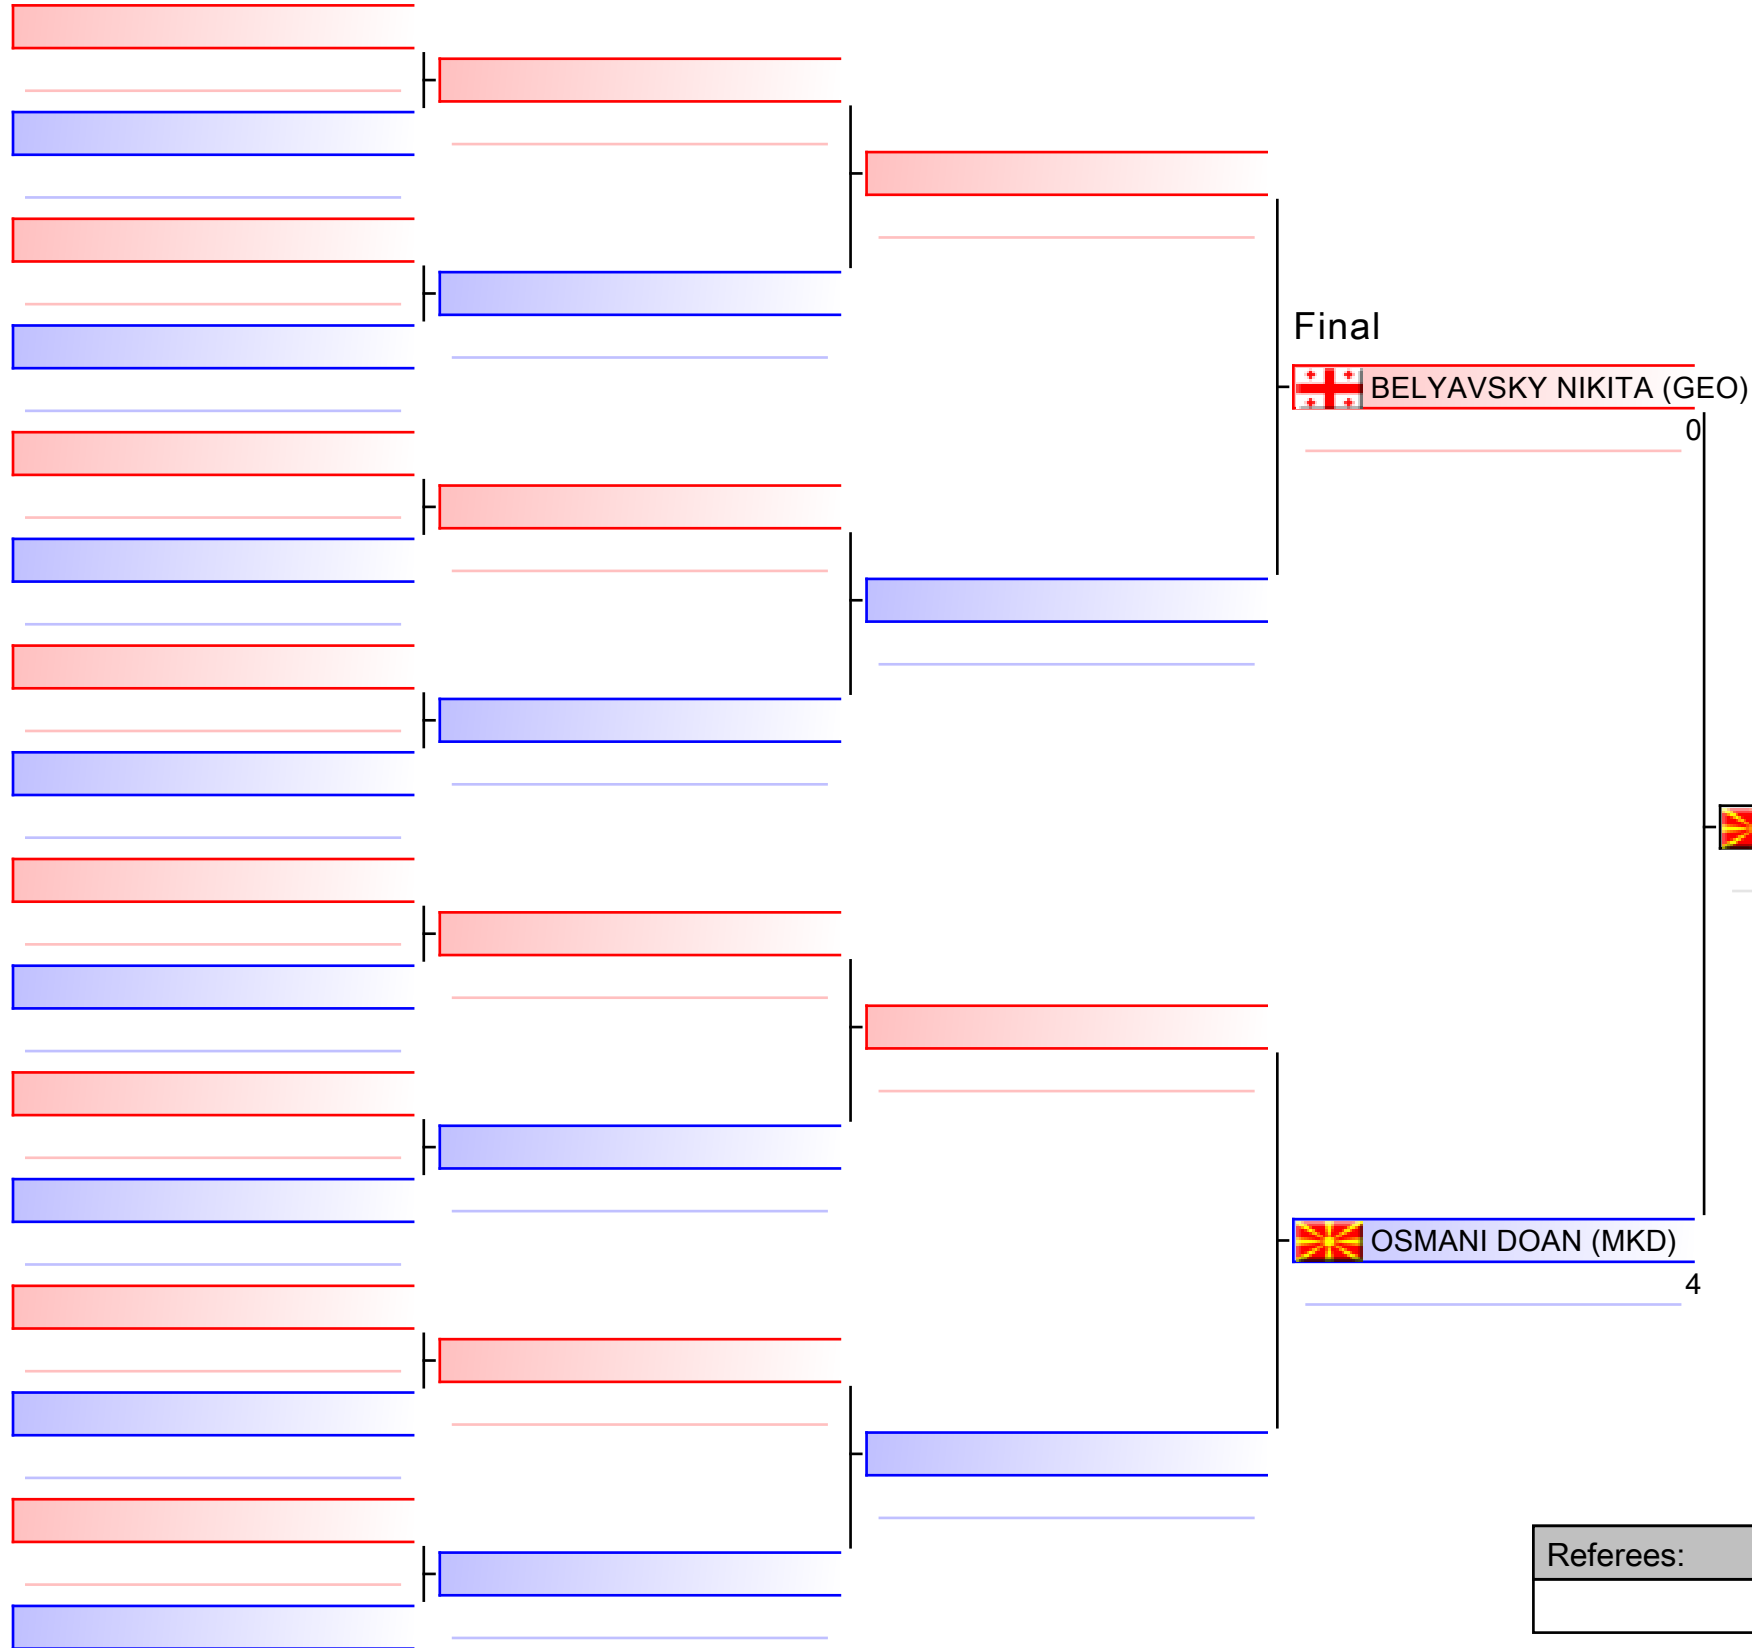 Final
BELYAVSKY NIKITA (GEO)
0
OSMANI DOAN (MKD)
4
Referees: